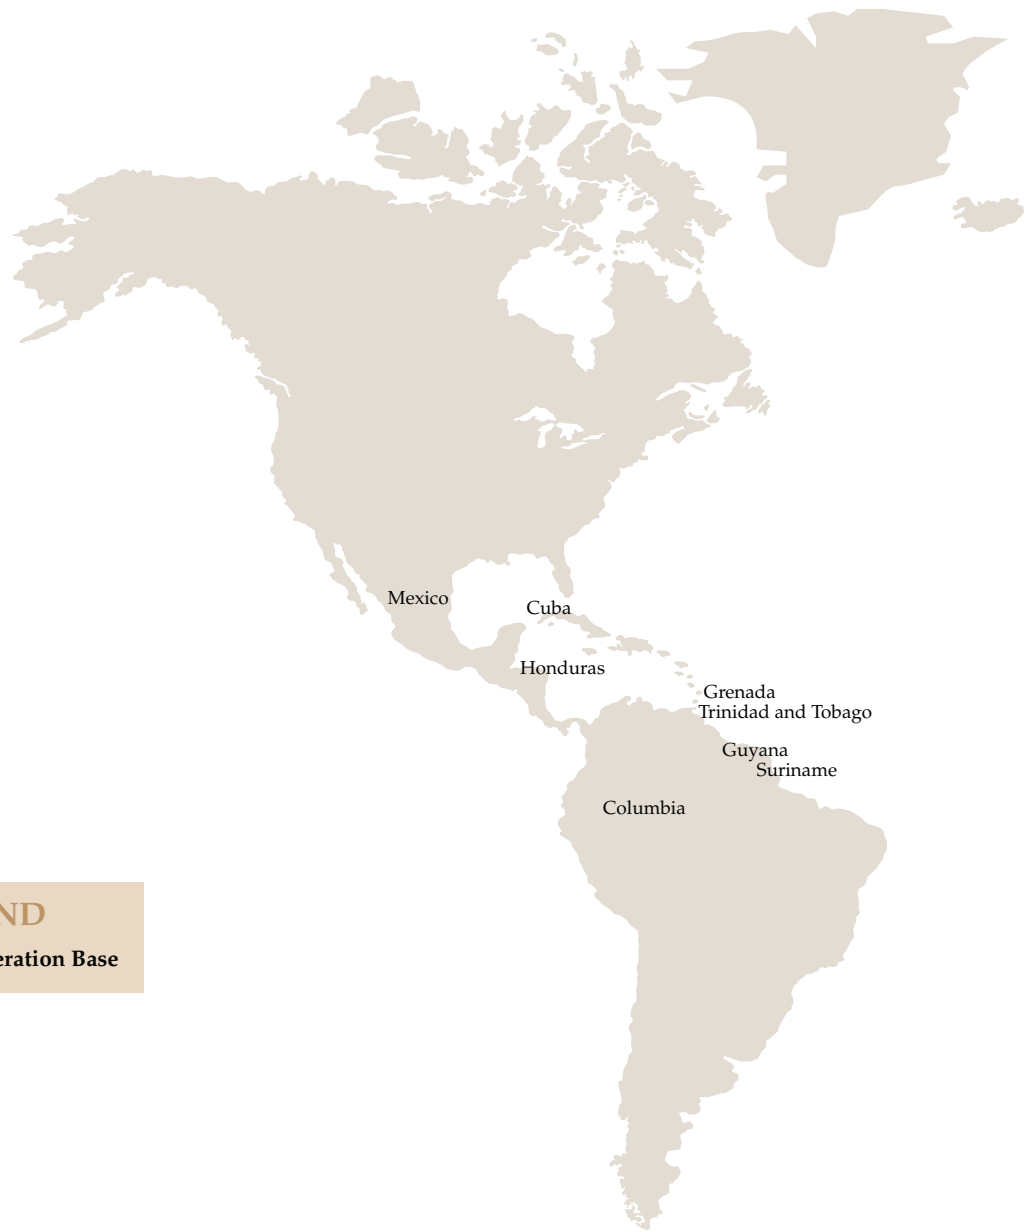 Mexico
Cuba
Honduras
Grenada
Trinidad and Tobago
Guyana
Suriname
Columbia
ND
eration Base